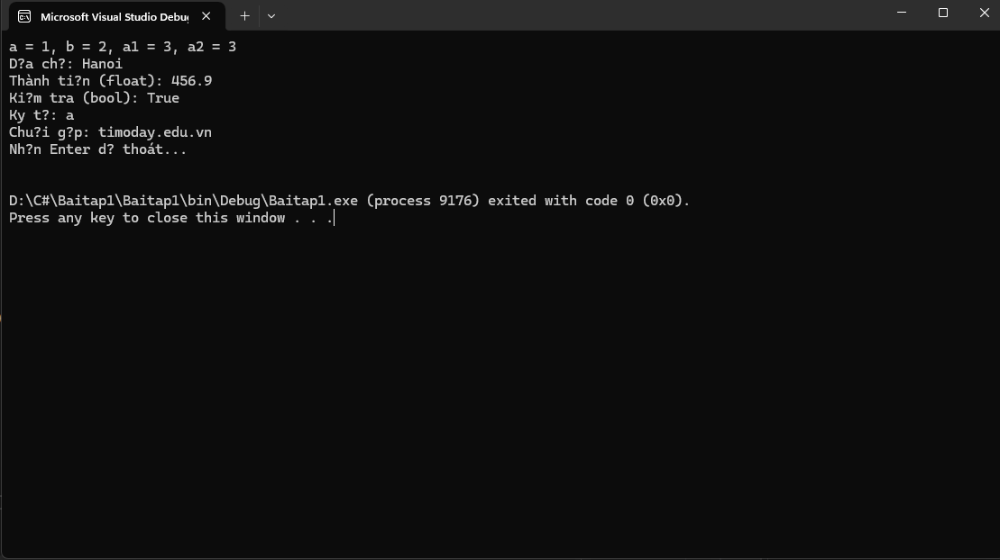 Microsoft Visual Studio Debu
a = 1, b = 2, a1 = 3, a2 = 3
D?a ch?: Hanoi
Thành ti?n (float): 456.9
Ki?m tra (bool): True
Ky t?: a
Chu?i g?p: timoday.edu.vn
Nh?n Enter d? thoát...
D:\C#\Baitap1\Baitap1\bin\Debug\Baitap1.exe (process 9176) exited with code 0 (0x0).
Press any key to close this window . . .